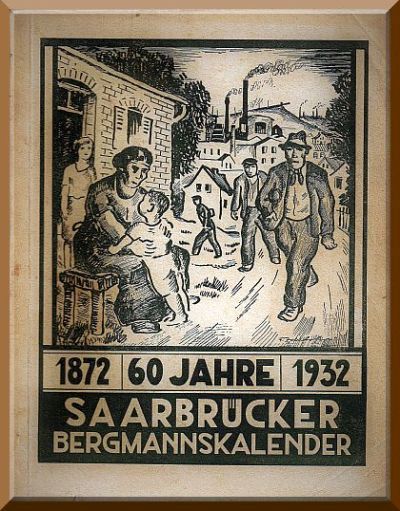 1872 60 JAHRE 1932
SAARBRÜCKER
BERGMANNSKALENDER